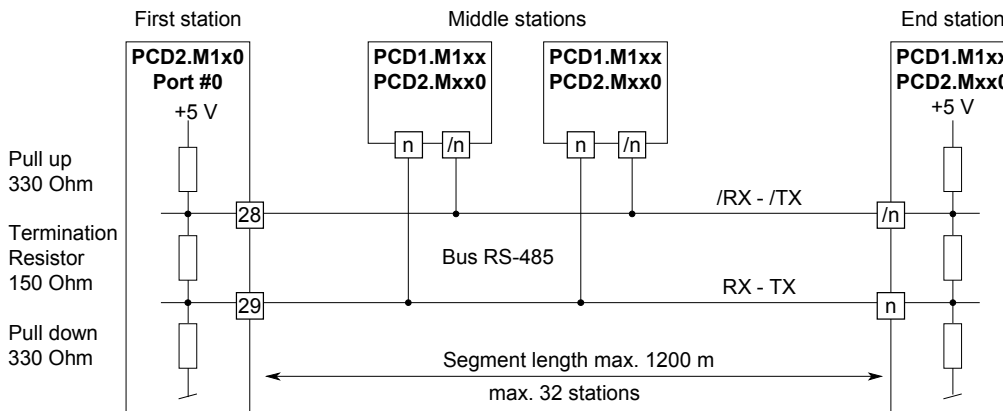 First station
Middle stations
End station
PCD2.M1x0
Port #0
+5 V
PCD1.M1xx
PCD2.Mxx0
n
/n
PCD1.M1xx
PCD2.Mxx0
n
/n
PCD1.M1xx
PCD2.Mxx0
+5 V
Pull up
330 Ohm
28
/RX - /TX
/n
Termination
Resistor
150 Ohm
Bus RS-485
29
RX - TX
n
Pull down
330 Ohm
Segment length max. 1200 m
max. 32 stations